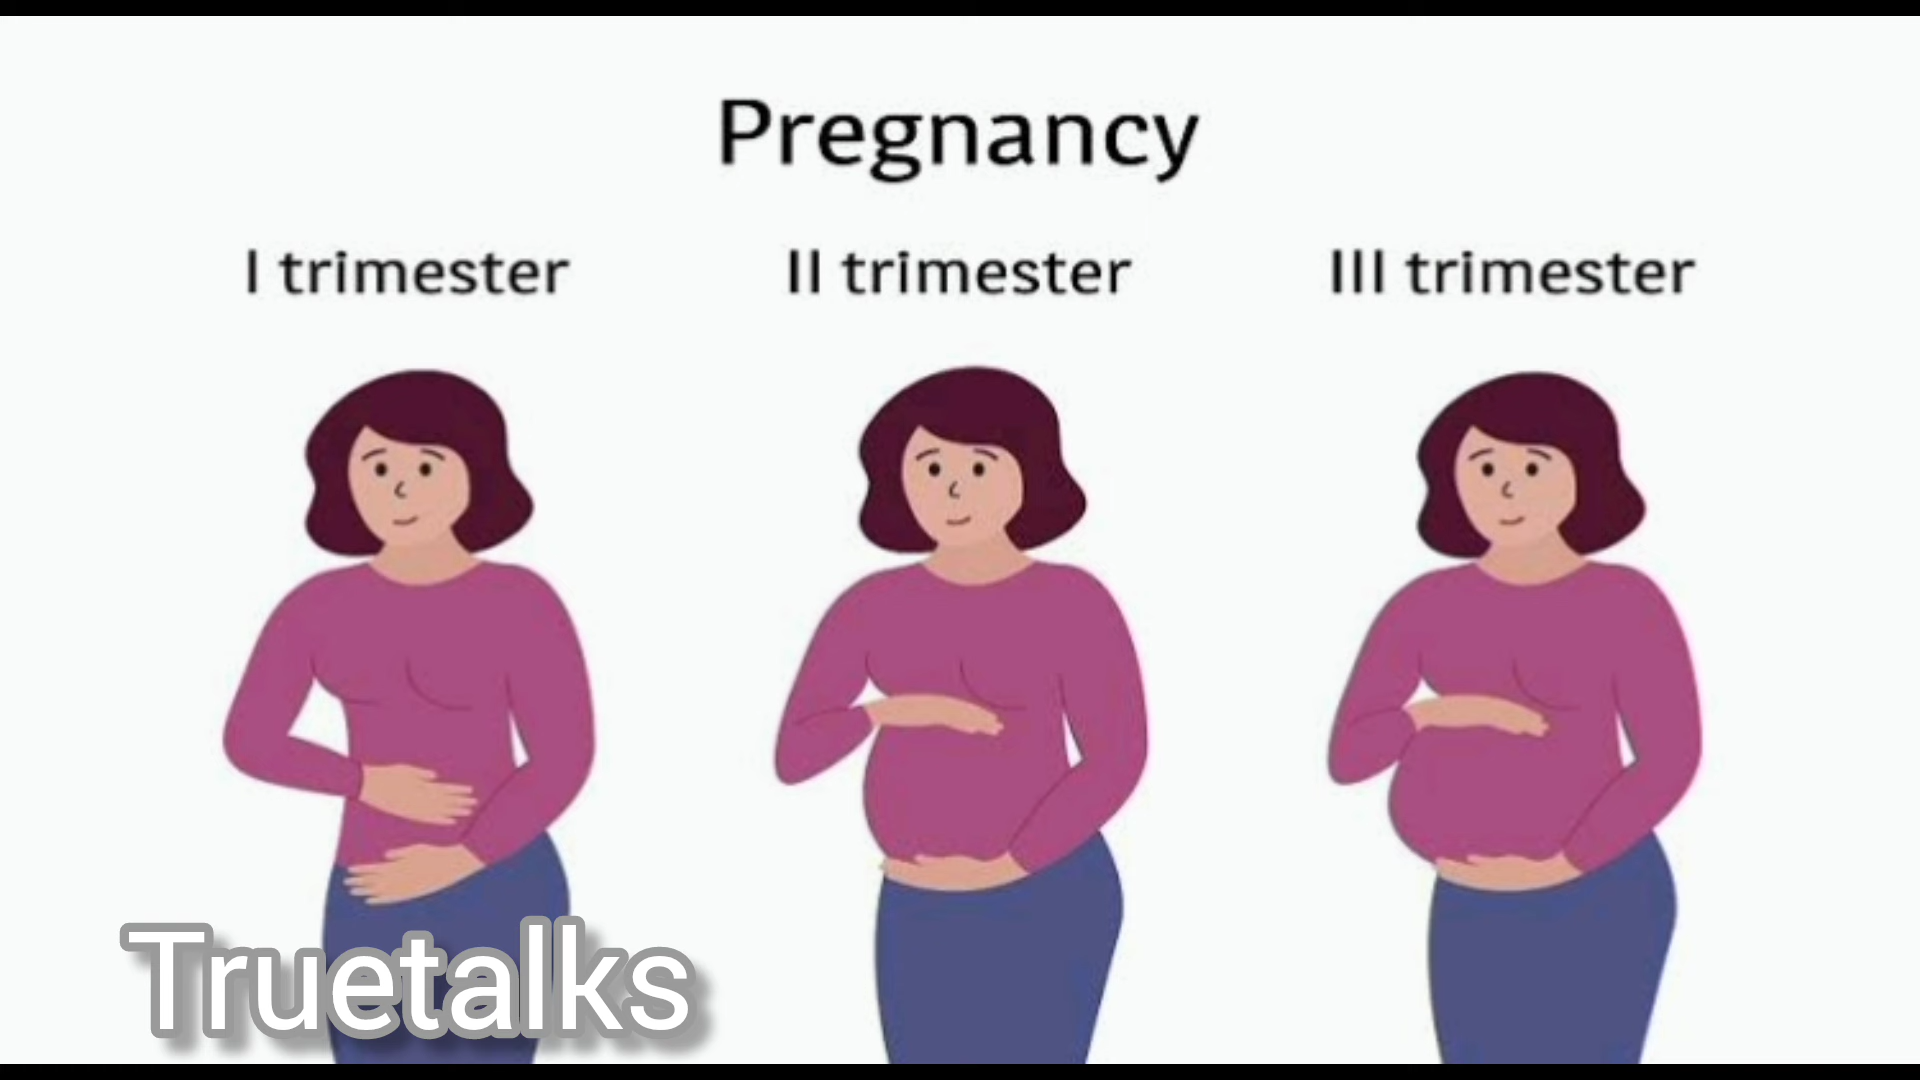 Pregnancy
I trimester
II trimester
III trimester
Truetalks